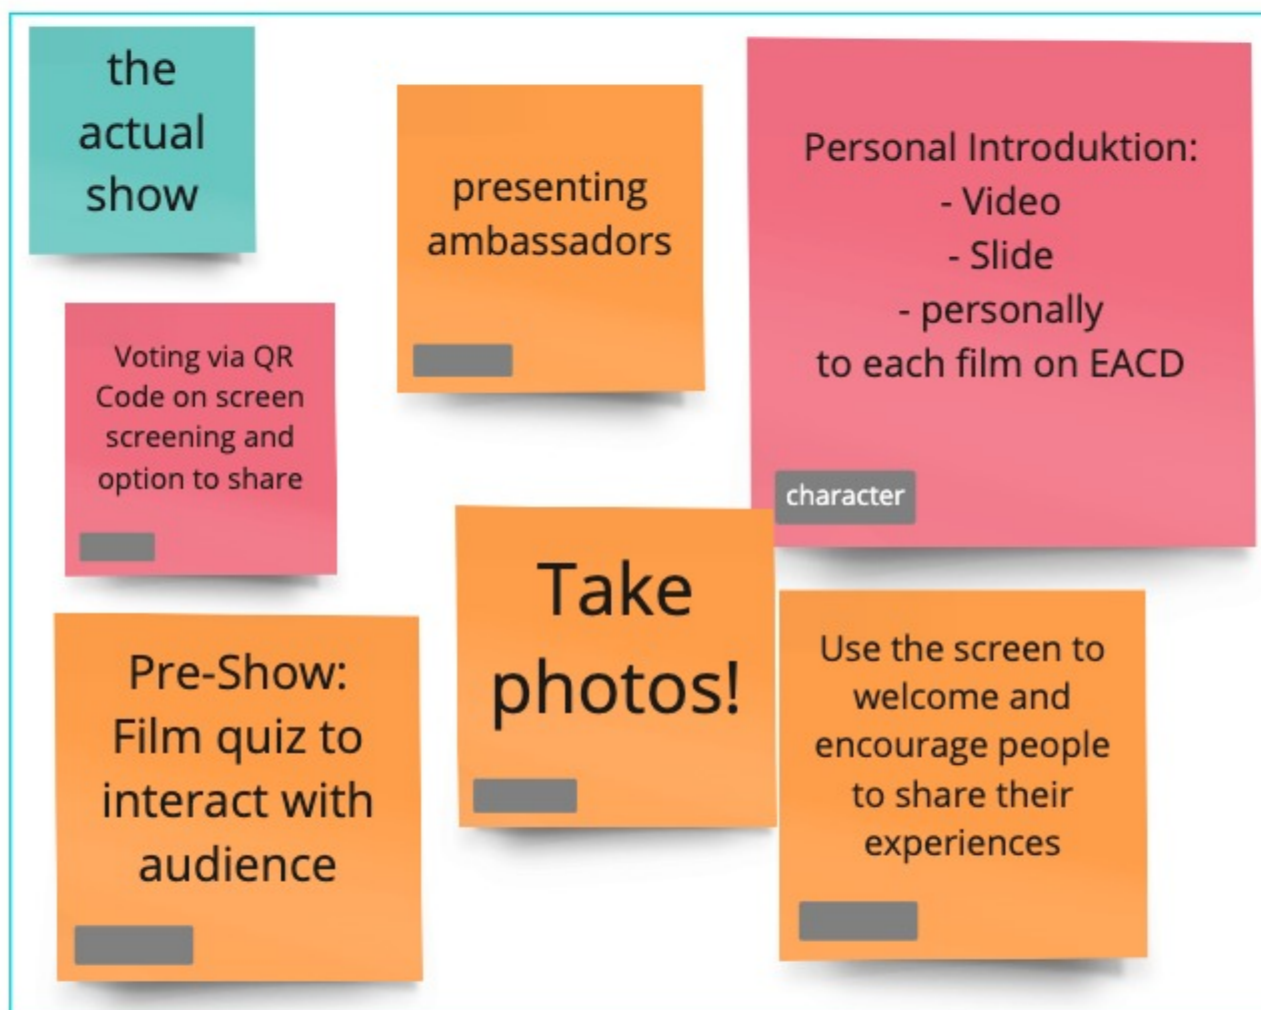 the
actual
show
presenting
ambassadors
Personal Introduktion:
- Video
- Slide
- personally
to each film on EACD
character
Voting via QR
Code on screen
screening and
option to share
Take
photos!
Pre-Show:
Film quiz to
interact with
audience
Use the screen to
welcome and
encourage people
to share their
experiences